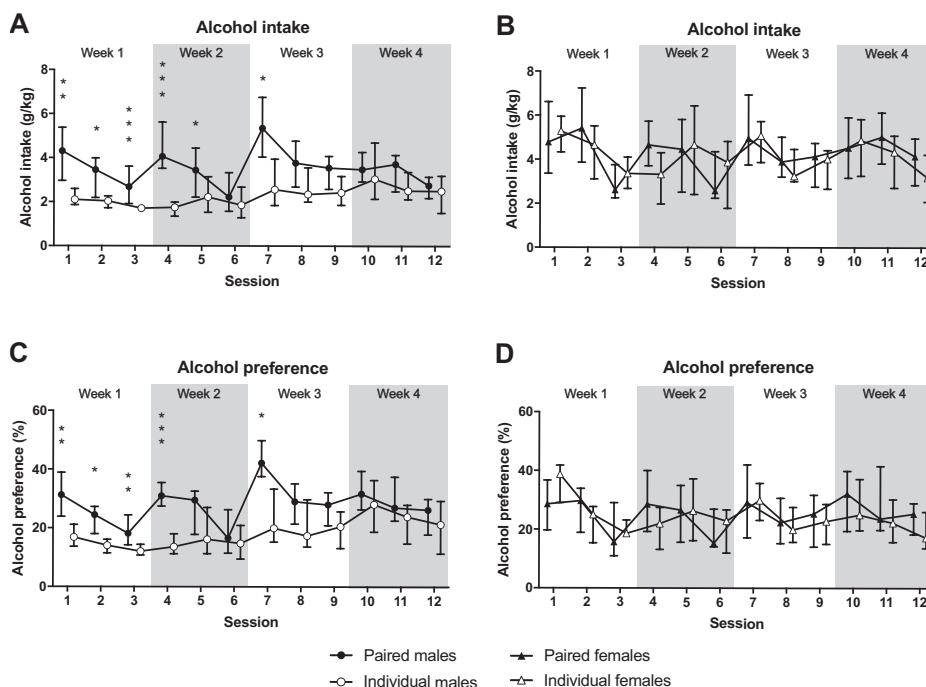 A
Alcohol intake
Week 1 Week 2 Week 3 Week 4
* * * * * * * * * * * *
8
6
4
2
0
Alcohol intake (g/kg)
1 2 3 4 5 6 7 8 9 10 11 12
Session
B
Alcohol intake
Week 1 Week 2 Week 3 Week 4
8
6
4
2
0
Alcohol intake (g/kg)
1 2 3 4 5 6 7 8 9 10 11 12
Session
C
Alcohol preference
Week 1 Week 2 Week 3 Week 4
* * * * * * * * *
60
40
20
0
Alcohol preference (%)
1 2 3 4 5 6 7 8 9 10 11 12
Session
D
Alcohol preference
Week 1 Week 2 Week 3 Week 4
60
40
20
0
Alcohol preference (%)
1 2 3 4 5 6 7 8 9 10 11 12
Session
Paired males
Individual males
Paired females
Individual females